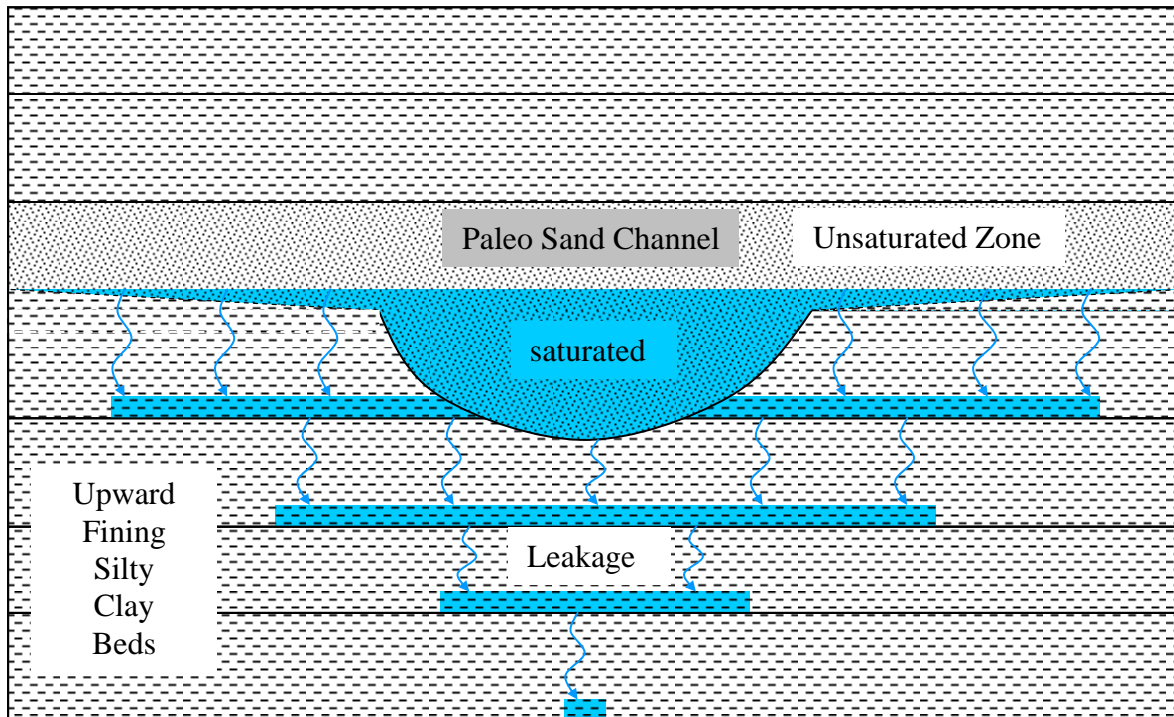 Paleo Sand Channel
Unsaturated Zone
saturated
Leakage
Upward
Fining
Silty
Clay
Beds